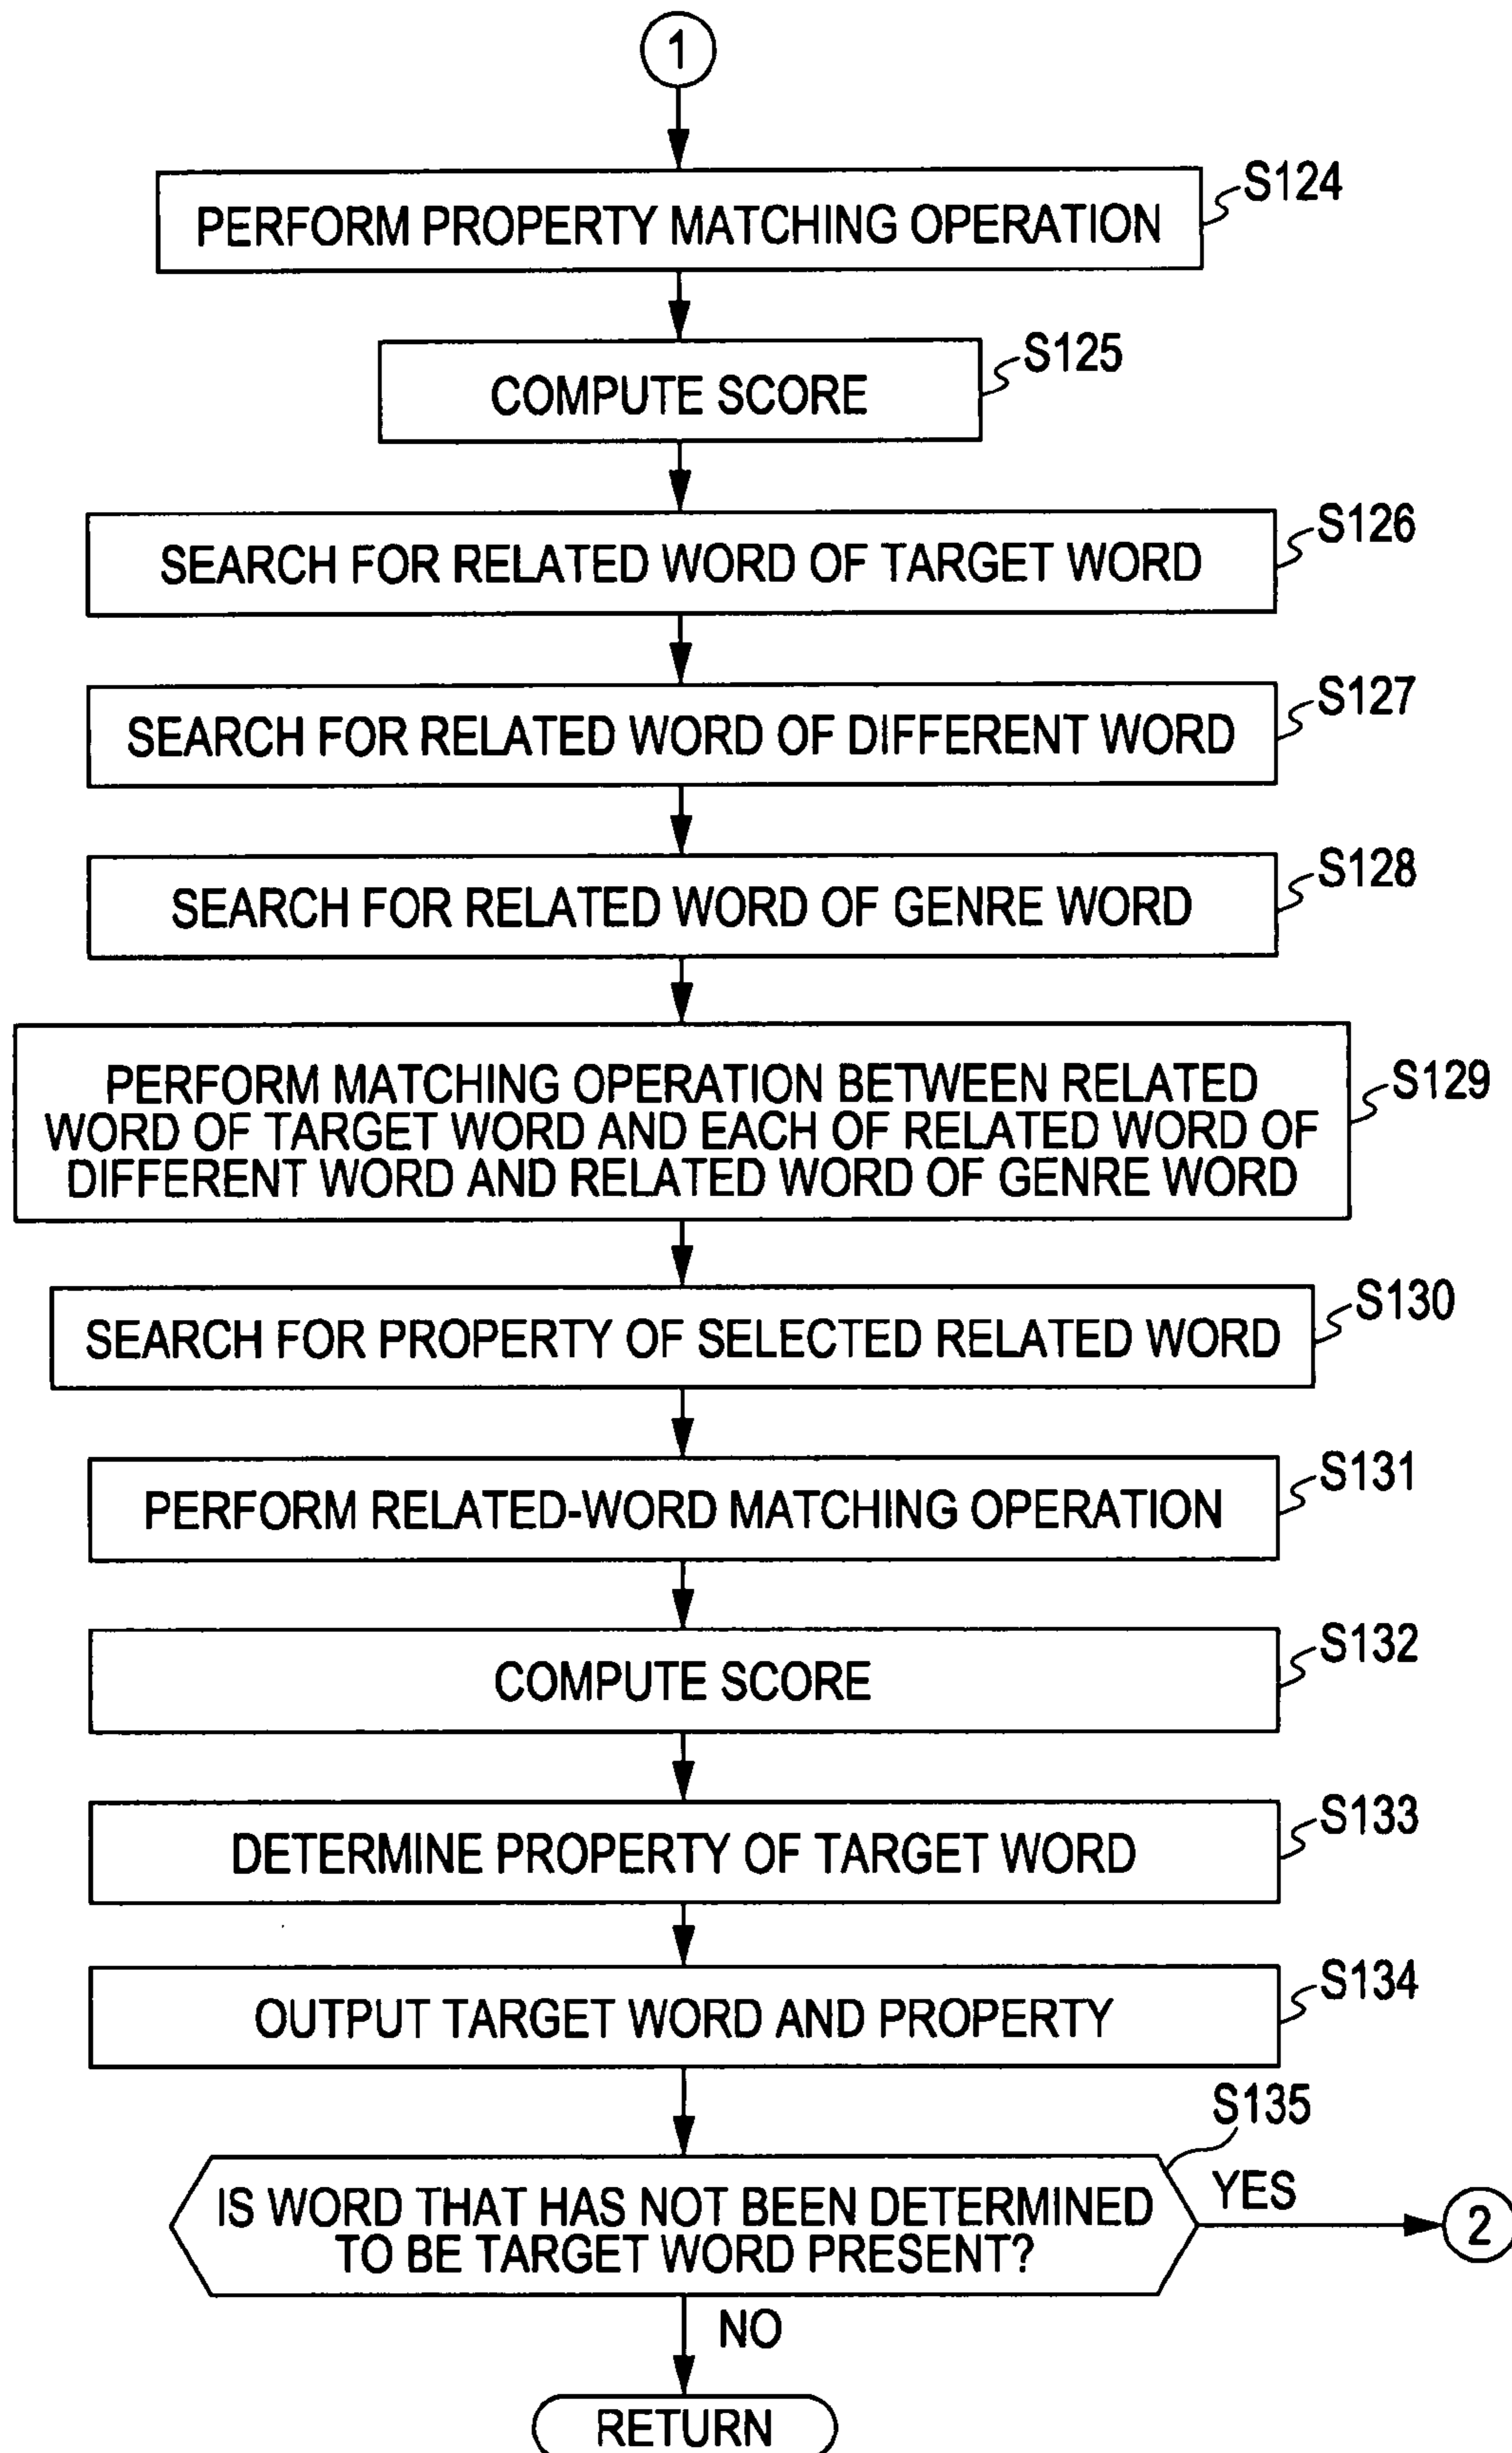 1
S124
PERFORM PROPERTY MATCHING OPERATION
S125
COMPUTE SCORE
S126
SEARCH FOR RELATED WORD OF TARGET WORD
S127
SEARCH FOR RELATED WORD OF DIFFERENT WORD
S128
SEARCH FOR RELATED WORD OF GENRE WORD
S129
PERFORM MATCHING OPERATION BETWEEN RELATED
WORD OF TARGET WORD AND EACH OF RELATED WORD OF
DIFFERENT WORD AND RELATED WORD OF GENRE WORD
S130
SEARCH FOR PROPERTY OF SELECTED RELATED WORD
S131
PERFORM RELATED-WORD MATCHING OPERATION
S132
COMPUTE SCORE
S133
DETERMINE PROPERTY OF TARGET WORD
S134
OUTPUT TARGET WORD AND PROPERTY
S135
IS WORD THAT HAS NOT BEEN DETERMINED
TO BE TARGET WORD PRESENT?
YES
2
NO
RETURN